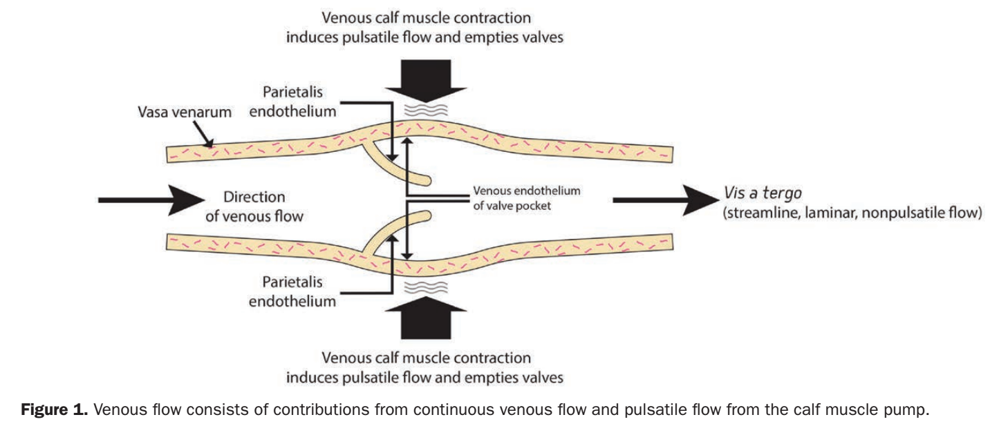 Venous calf muscle contraction
induces pulsatile flow and empties valves
Parietalis
endothelium
Vasa venarum
Direction
of venous flow
Venous endothelium
of valve pocket
Vis a tergo
(streamline, laminar, nonpulsatile flow)
Parietalis
endothelium
Venous calf muscle contraction
induces pulsatile flow and empties valves
Figure 1. Venous flow consists of contributions from continuous venous flow and pulsatile flow from the calf muscle pump.